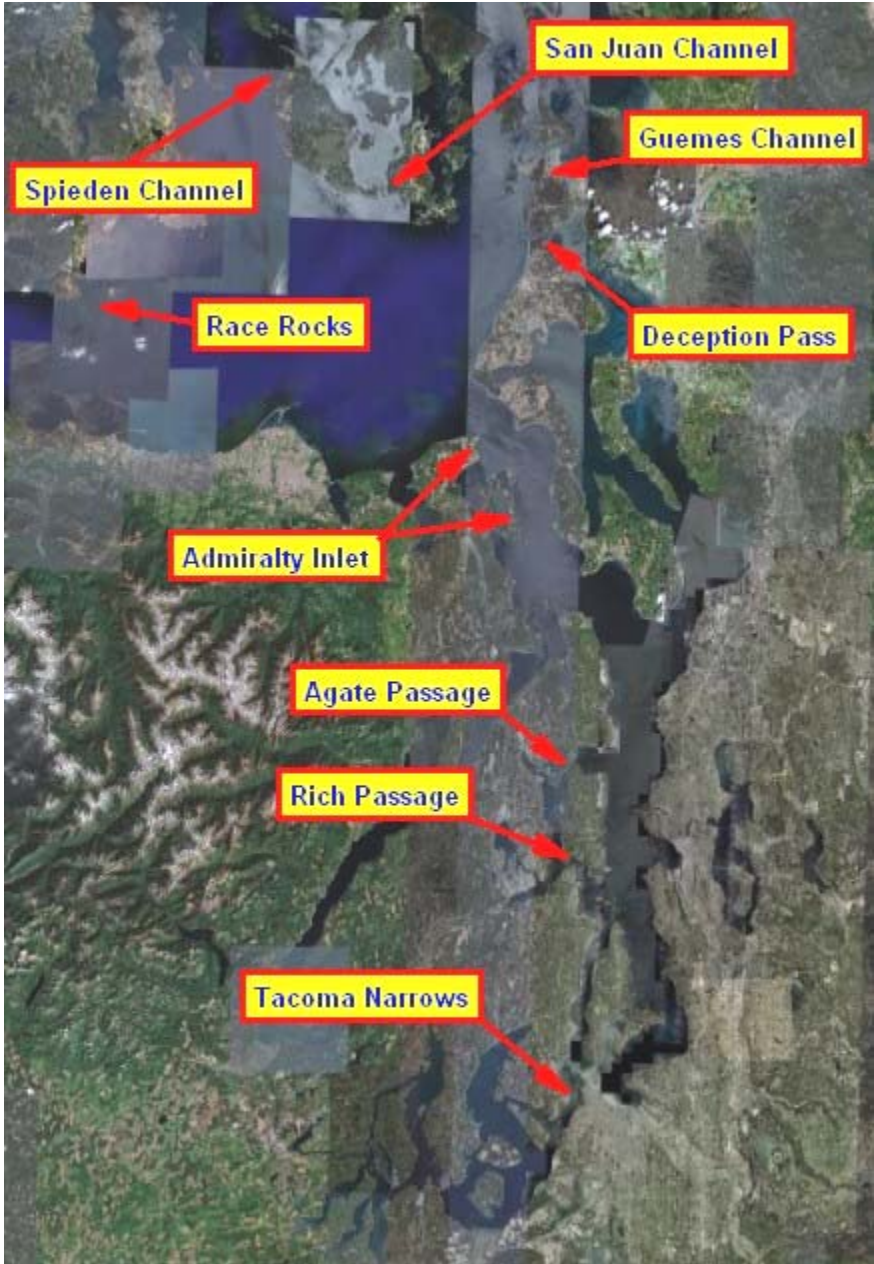 San Juan Channel
Guemes Channel
Spieden Channel
Race Rocks
Deception Pass
Admiralty Inlet
Agate Passage
Rich Passage
Tacoma Narrows